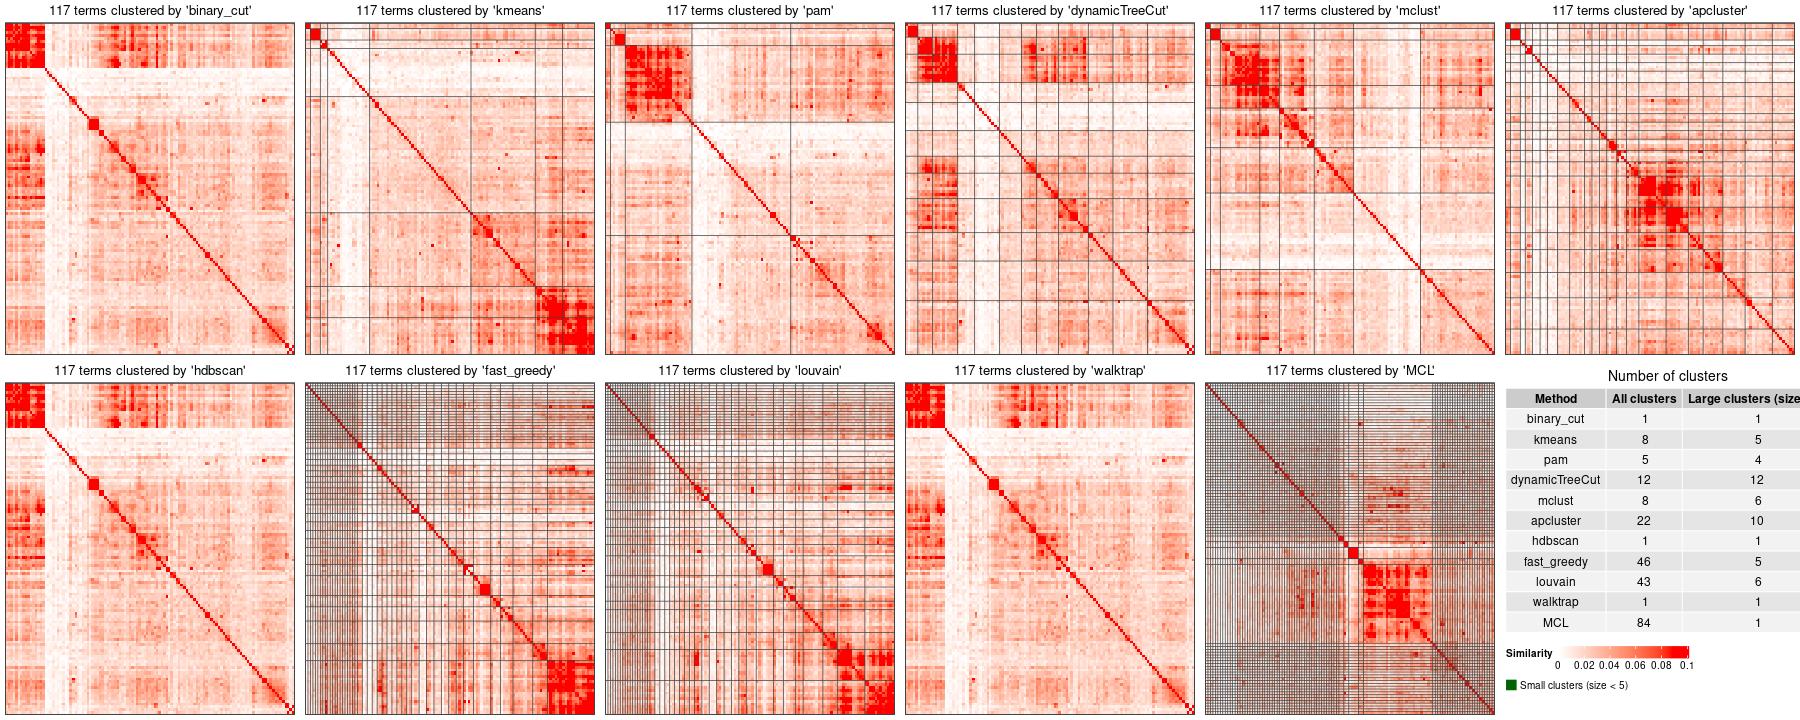 117 terms clustered by 'binary_cut'
117 terms clustered by 'kmeans'
117 terms clustered by 'pam'
117 terms clustered by 'dynamicTreeCut'
117 terms clustered by 'mclust'
117 terms clustered by 'apcluster'
117 terms clustered by 'hdbscan'
117 terms clustered by 'fast_greedy'
117 terms clustered by 'louvain'
117 terms clustered by 'walktrap'
117 terms clustered by 'MCL'
Number of clusters
Method All clusters Large clusters (size
binary_cut 1 1
kmeans 8 5
pam 5 4
dynamicTreeCut 12 12
mclust 8 6
apcluster 22 10
hdbscan 1 1
fast_greedy 46 5
louvain 43 6
walktrap 1 1
MCL 84 1
Similarity
0 0.02 0.04 0.06 0.08 0.1
Small clusters (size < 5)